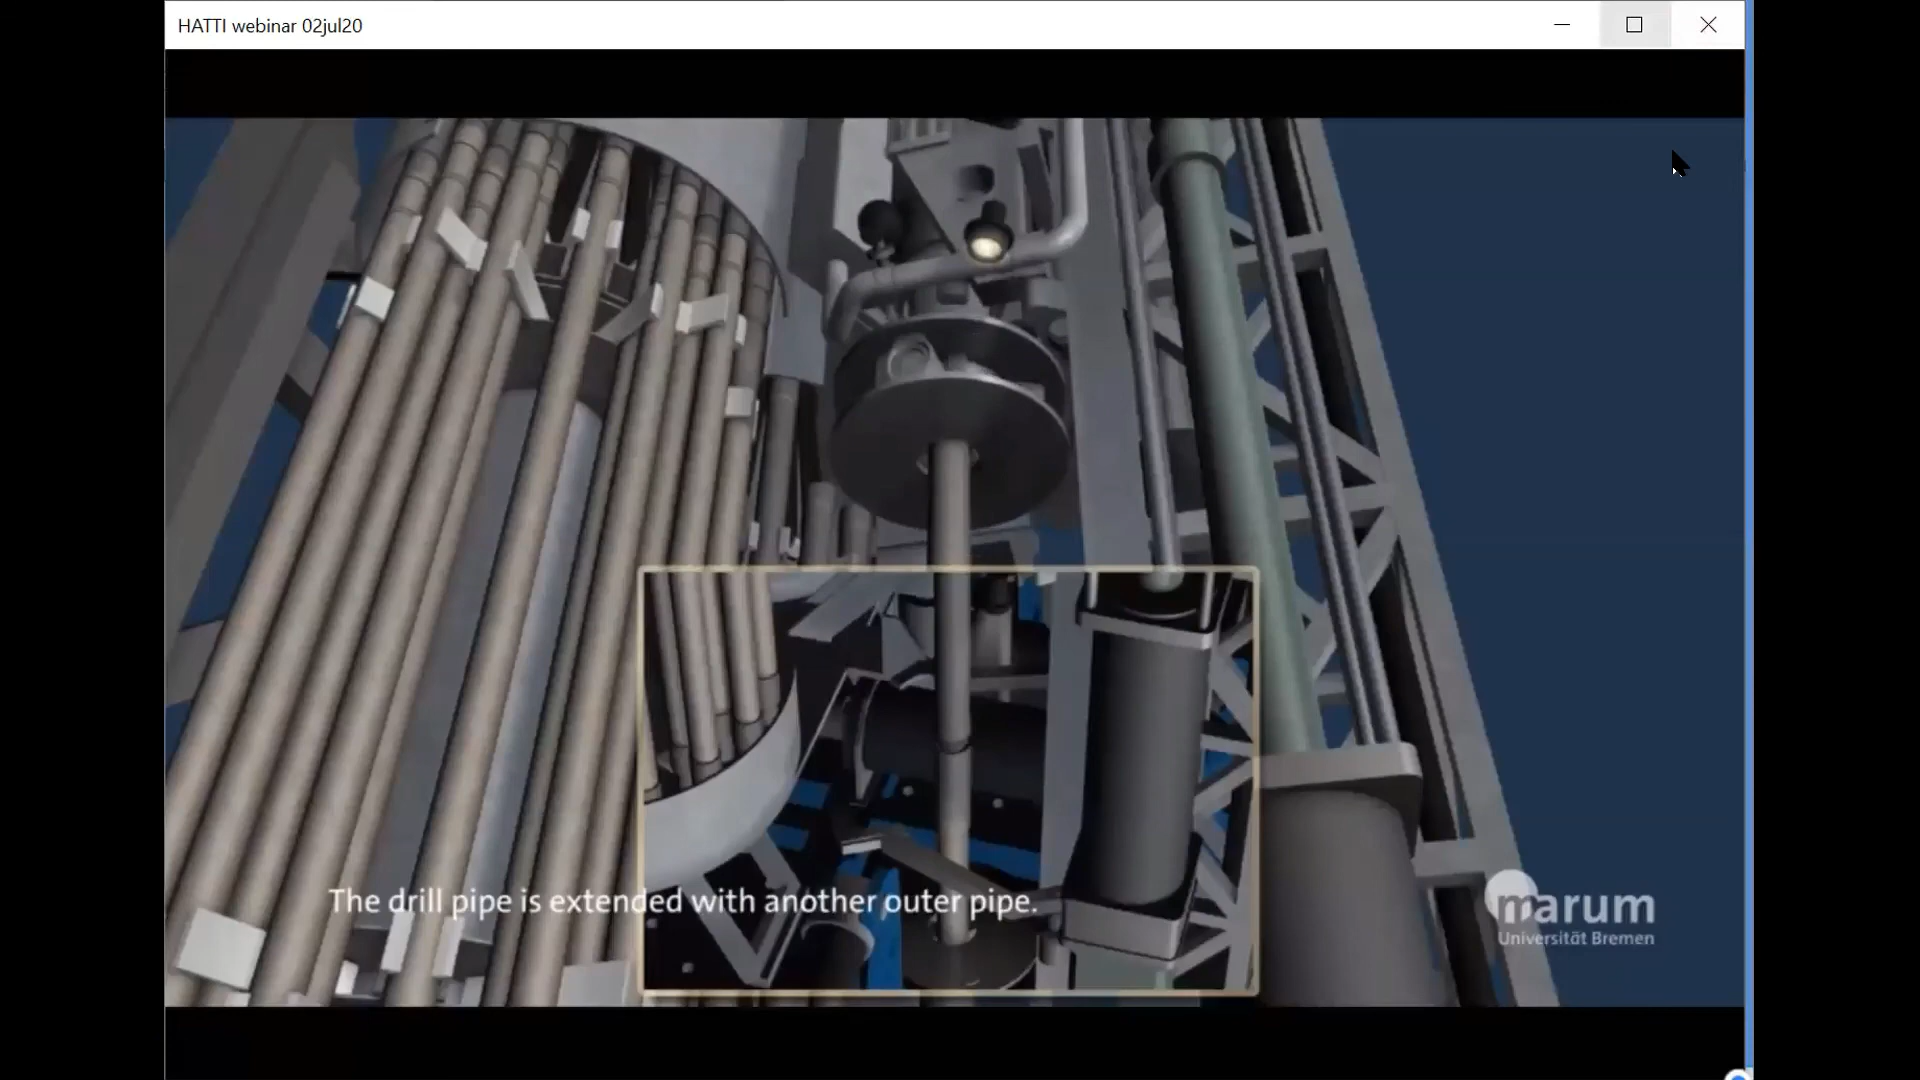 HATTI webinar 02jul20
The drill pipe is extended with another outer pipe.
marum
Universität Bremen